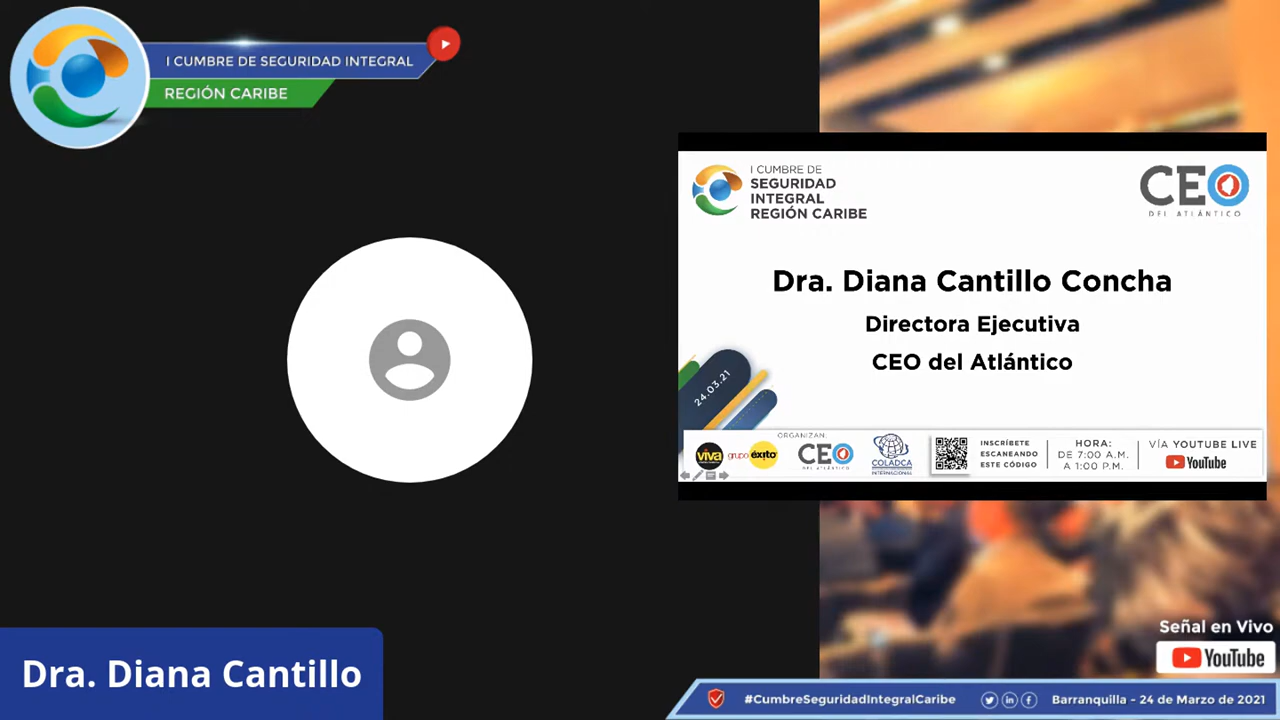 I CUMBRE DE SEGURIDAD INTEGRAL
REGIÓN CARIBE
I CUMBRE DE
SEGURIDAD
INTEGRAL
REGIÓN CARIBE
CEO
DEL ATLÁNTICO
Dra. Diana Cantillo Concha
Directora Ejecutiva
CEO del Atlántico
24.03.21
ORGANIZAN:
viva
grupo éxito
CEO
DEL ATLÁNTICO
COLADCA
INTERNACIONAL
INSCRÍBETE
ESCANEANDO
ESTE CÓDIGO
HORA:
DE 7:00 A.M.
A 1:00 P.M.
VÍA YOUTUBE LIVE
YouTube
Señal en Vivo
YouTube
Dra. Diana Cantillo
#CumbreSeguridadIntegralCaribe
Barranquilla - 24 de Marzo de 2021